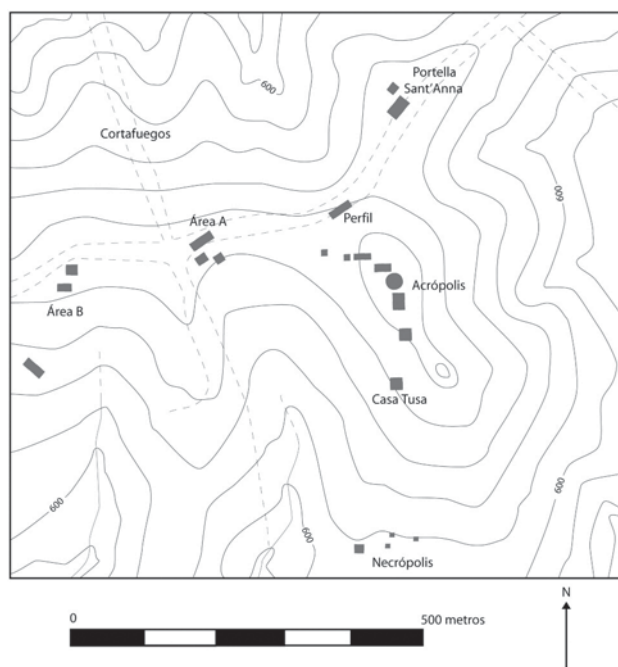 600
Portella
Sant'Anna
Cortafuegos
600
Área A
Perfil
Acrópolis
Área B
Casa Tusa
600
600
600
Necrópolis
0
500 metros
N